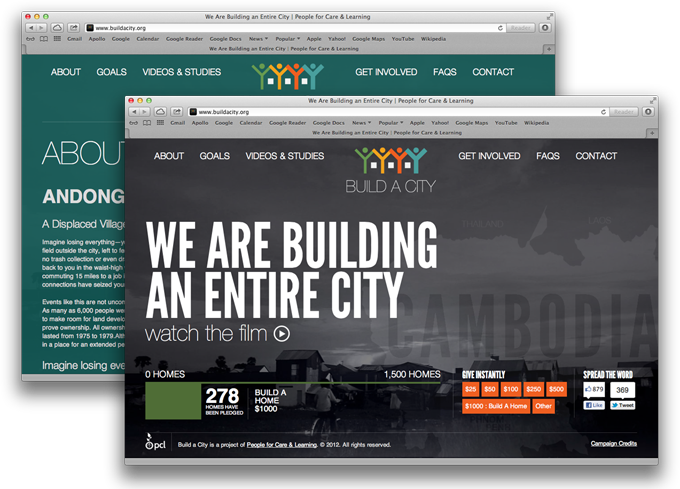 We Are Building an Entire City | People for Care & Learning
www.buildacity.org
Reader
Gmail Apollo Google Calendar Google Reader Google Docs News Popular Apple Yahoo! Google Maps YouTube Wikipedia
We Are Building an Entire City | People for Care & Learning
ABOUT GOALS VIDEOS & STUDIES GET INVOLVED FAQS CONTACT
ABOU
ANDONG
A Displaced Village
Imagine losing everything—y
field outside the city, left to fe
no trash collection or even dr
back to you in the waist-high
commuting 15 miles to a job i
connections have seized you
Events like this are not uncon
As many as 6,000 people we
to make room for land develo
prove ownership. All ownersh
lasted from 1975 to 1979.Alth
in a place for an extended pe
Imagine losing eve
We Are Building an Entire City | People for Care & Learning
www.buildacity.org
Reader
Gmail Apollo Google Calendar Google Reader Google Docs News Popular Apple Yahoo! Google Maps YouTube Wikipedia
We Are Building an Entire City | People for Care & Learning
ABOUT GOALS VIDEOS & STUDIES GET INVOLVED FAQS CONTACT
BUILD A CITY
THAILAND LAOS
CAMBODIA
WE ARE BUILDING
AN ENTIRE CITY
watch the film
0 HOMES 1,500 HOMES
278
HOMES HAVE
BEEN PLEDGED
BUILD A
HOME
$1000
GIVE INSTANTLY
$25 $50 $100 $250 $500
$1000 : Build A Home Other
SPREAD THE WORD
879 369
Like Tweet
pcl
Build a City is a project of People for Care & Learning. © 2012. All rights reserved.
Campaign Credits